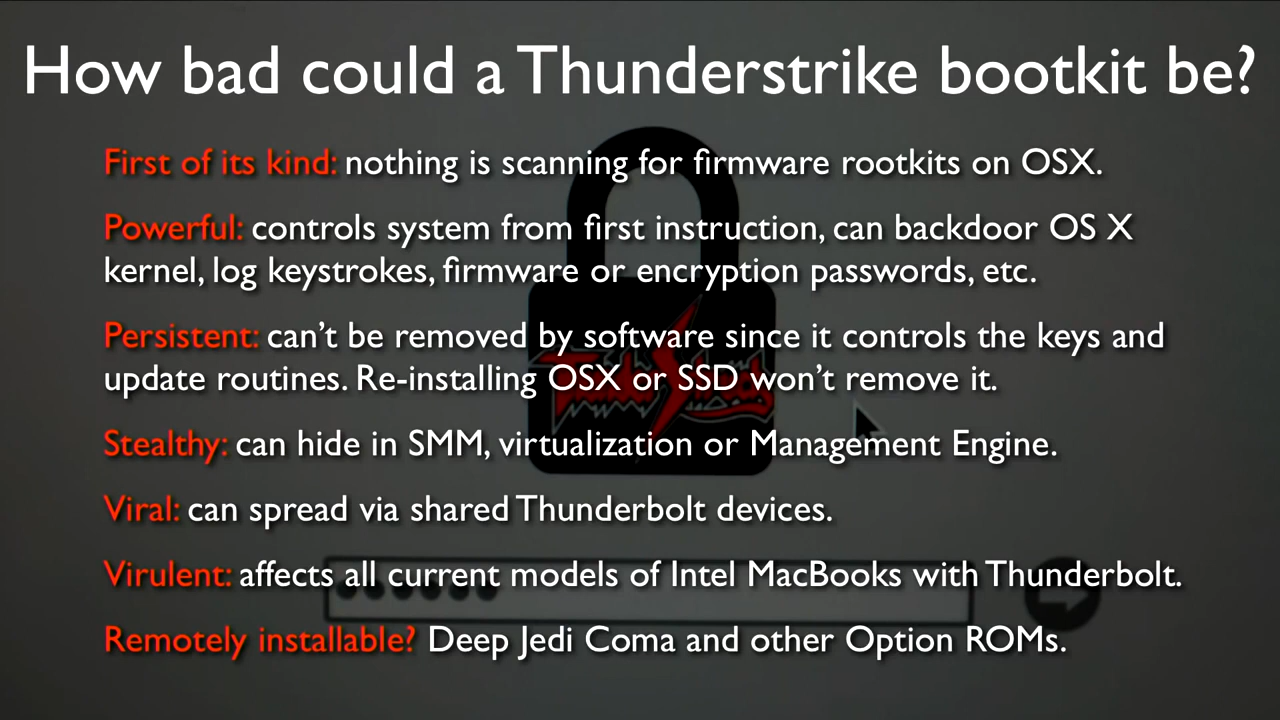 How bad could a Thunderstrike bootkit be?
First of its kind: nothing is scanning for firmware rootkits on OSX.
Powerful: controls system from first instruction, can backdoor OS X
kernel, log keystrokes, firmware or encryption passwords, etc.
Persistent: can't be removed by software since it controls the keys and
update routines. Re-installing OSX or SSD won't remove it.
Stealthy: can hide in SMM, virtualization or Management Engine.
Viral: can spread via shared Thunderbolt devices.
Virulent: affects all current models of Intel MacBooks with Thunderbolt.
Remotely installable? Deep Jedi Coma and other Option ROMs.